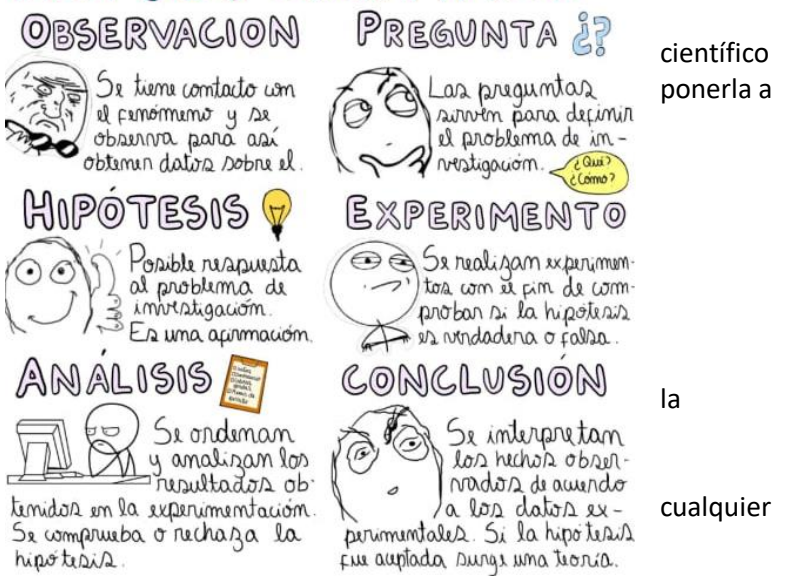 OBSERVACION
Se tiene contacto con
el fenómeno y se
observa para así
obtener datos sobre el.
PREGUNTA ¿?
Las preguntas
sirven para definir
el problema de in-
vestigación.
¿Qué?
¿Cómo?
HIPÓTESIS
Posible respuesta
al problema de
investigación.
Es una afirmación.
EXPERIMENTO
Se realizan experimen-
tos con el fin de com-
probar si la hipótesis
es verdadera o falsa.
ANÁLISIS
Se ordenan
y analizan los
resultados ob-
tenidos en la experimentación.
Se comprueba o rechaza la
hipótesis.
CONCLUSIÓN
Se interpretan
los hechos obser-
vados de acuerdo
a los datos ex-
perimentales. Si la hipótesis
fue aceptada surge una teoría.
científico
ponerla a
la
cualquier